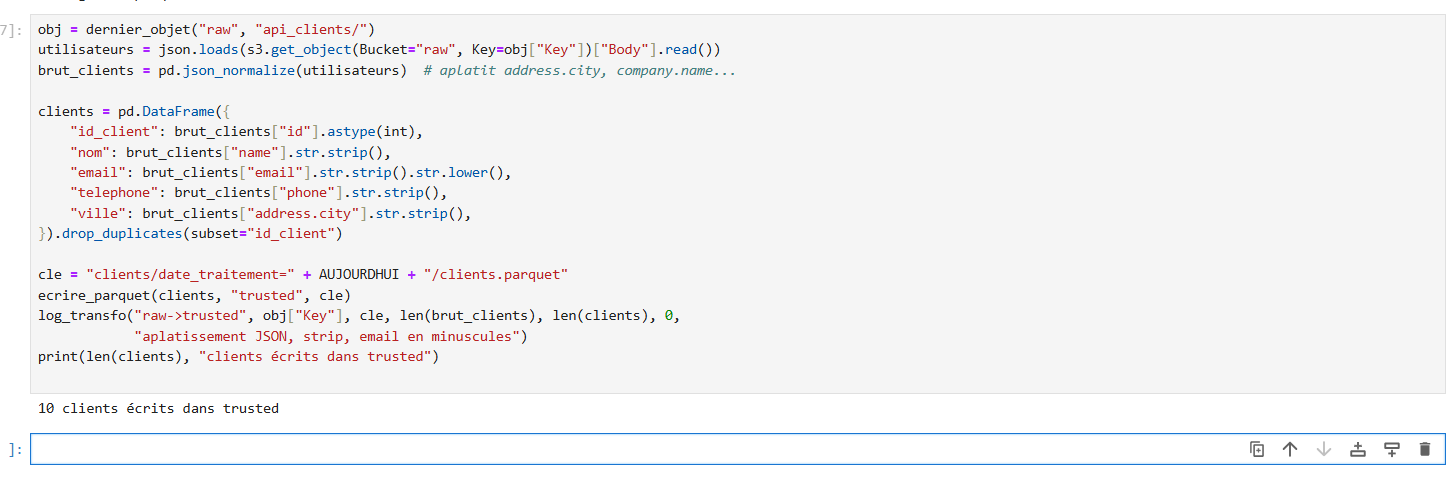 7]:
obj = dernier_objet("raw", "api_clients/")
utilisateurs = json.loads(s3.get_object(Bucket="raw", Key=obj["Key"])["Body"].read())
brut_clients = pd.json_normalize(utilisateurs)  # aplatit address.city, company.name...

clients = pd.DataFrame({
    "id_client": brut_clients["id"].astype(int),
    "nom": brut_clients["name"].str.strip(),
    "email": brut_clients["email"].str.strip().str.lower(),
    "telephone": brut_clients["phone"].str.strip(),
    "ville": brut_clients["address.city"].str.strip(),
}).drop_duplicates(subset="id_client")

cle = "clients/date_traitement=" + AUJOURDHUI + "/clients.parquet"
ecrire_parquet(clients, "trusted", cle)
log_transfo("raw->trusted", obj["Key"], cle, len(brut_clients), len(clients), 0,
            "aplatissement JSON, strip, email en minuscules")
print(len(clients), "clients écrits dans trusted")
10 clients écrits dans trusted
]: